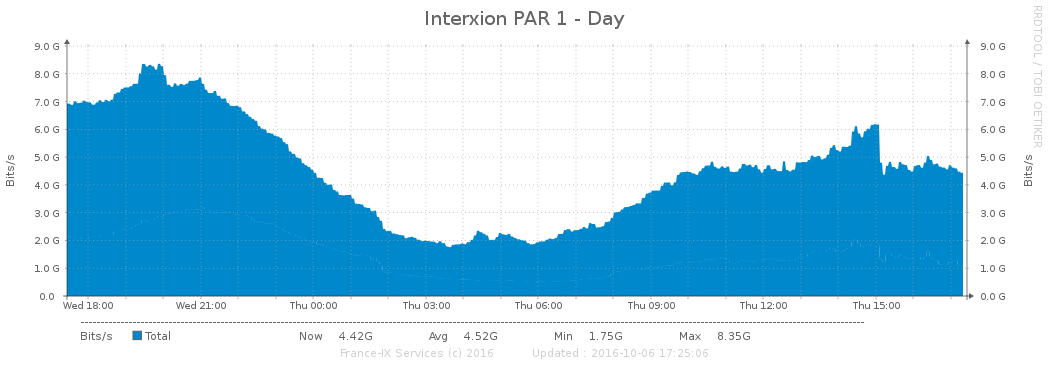 Interxion PAR 1 - Day
RRDTOOL / TOBI OETIKER
9.0 G 9.0 G
8.0 G 8.0 G
7.0 G 7.0 G
6.0 G 6.0 G
5.0 G 5.0 G
4.0 G 4.0 G
3.0 G 3.0 G
2.0 G 2.0 G
1.0 G 1.0 G
0.0 0.0 G
Bits/s Bits/s
Wed 18:00 Wed 21:00 Thu 00:00 Thu 03:00 Thu 06:00 Thu 09:00 Thu 12:00 Thu 15:00
Bits/s Total Now 4.42G Avg 4.52G Min 1.75G Max 8.35G
France-IX Services (c) 2016 Updated : 2016-10-06 17:25:06